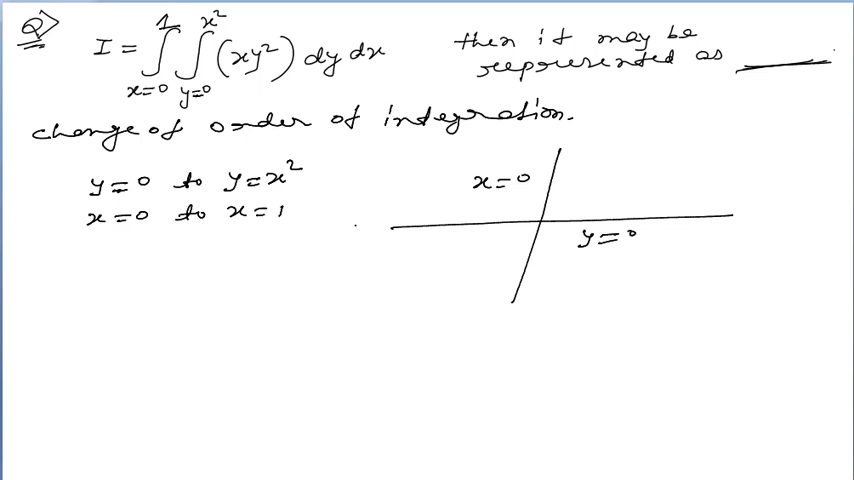 Q I = ∫_{x=0}^{1} ∫_{y=0}^{x²} (xy²) dy dx then it may be
represented as ______
change of order of integration.
y=0 to y=x²
x=0 to x=1
x=0
y=0